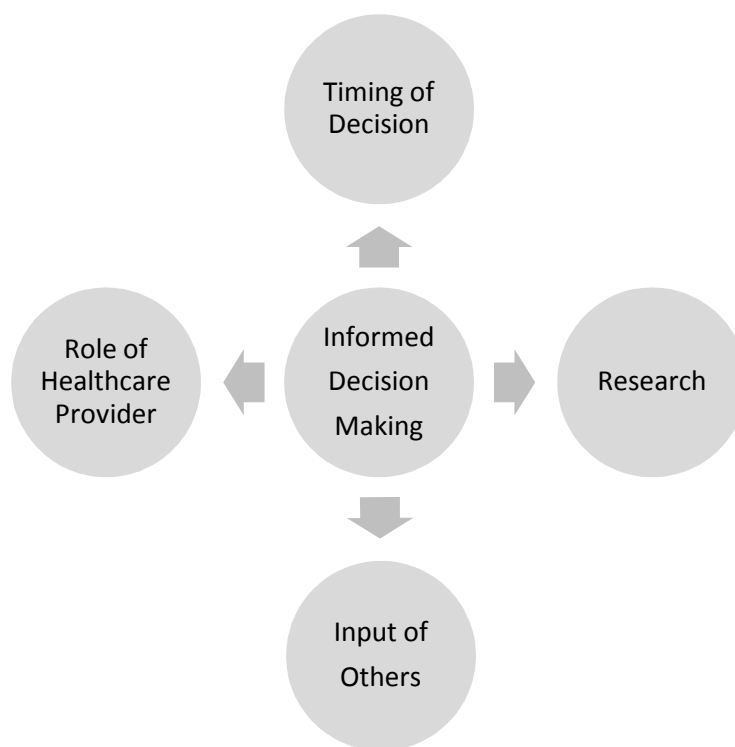 Timing of
Decision
Role of
Healthcare
Provider
Informed
Decision
Making
Research
Input of
Others